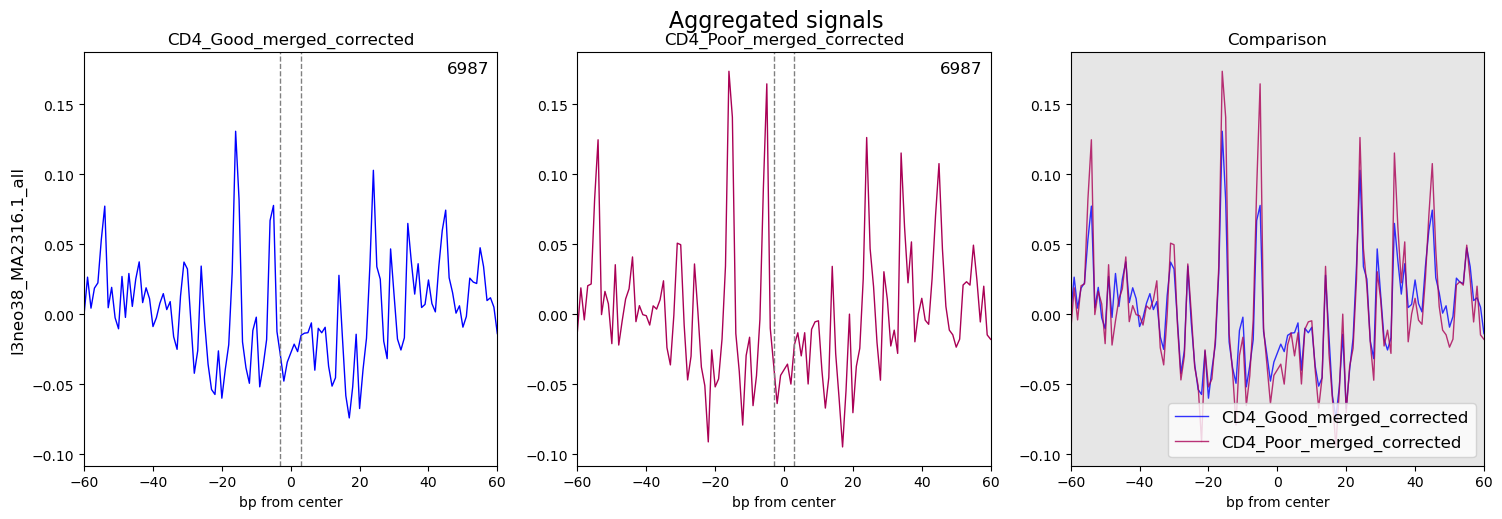 Aggregated signals
CD4_Good_merged_corrected
CD4_Poor_merged_corrected
Comparison
l3neo38_MA2316.1_all
6987
6987
0.15
0.10
0.05
0.00
−0.05
−0.10
0.15
0.10
0.05
0.00
−0.05
−0.10
0.15
0.10
0.05
0.00
−0.05
−0.10
CD4_Good_merged_corrected
CD4_Poor_merged_corrected
−60 −40 −20 0 20 40 60
−60 −40 −20 0 20 40 60
−60 −40 −20 0 20 40 60
bp from center
bp from center
bp from center